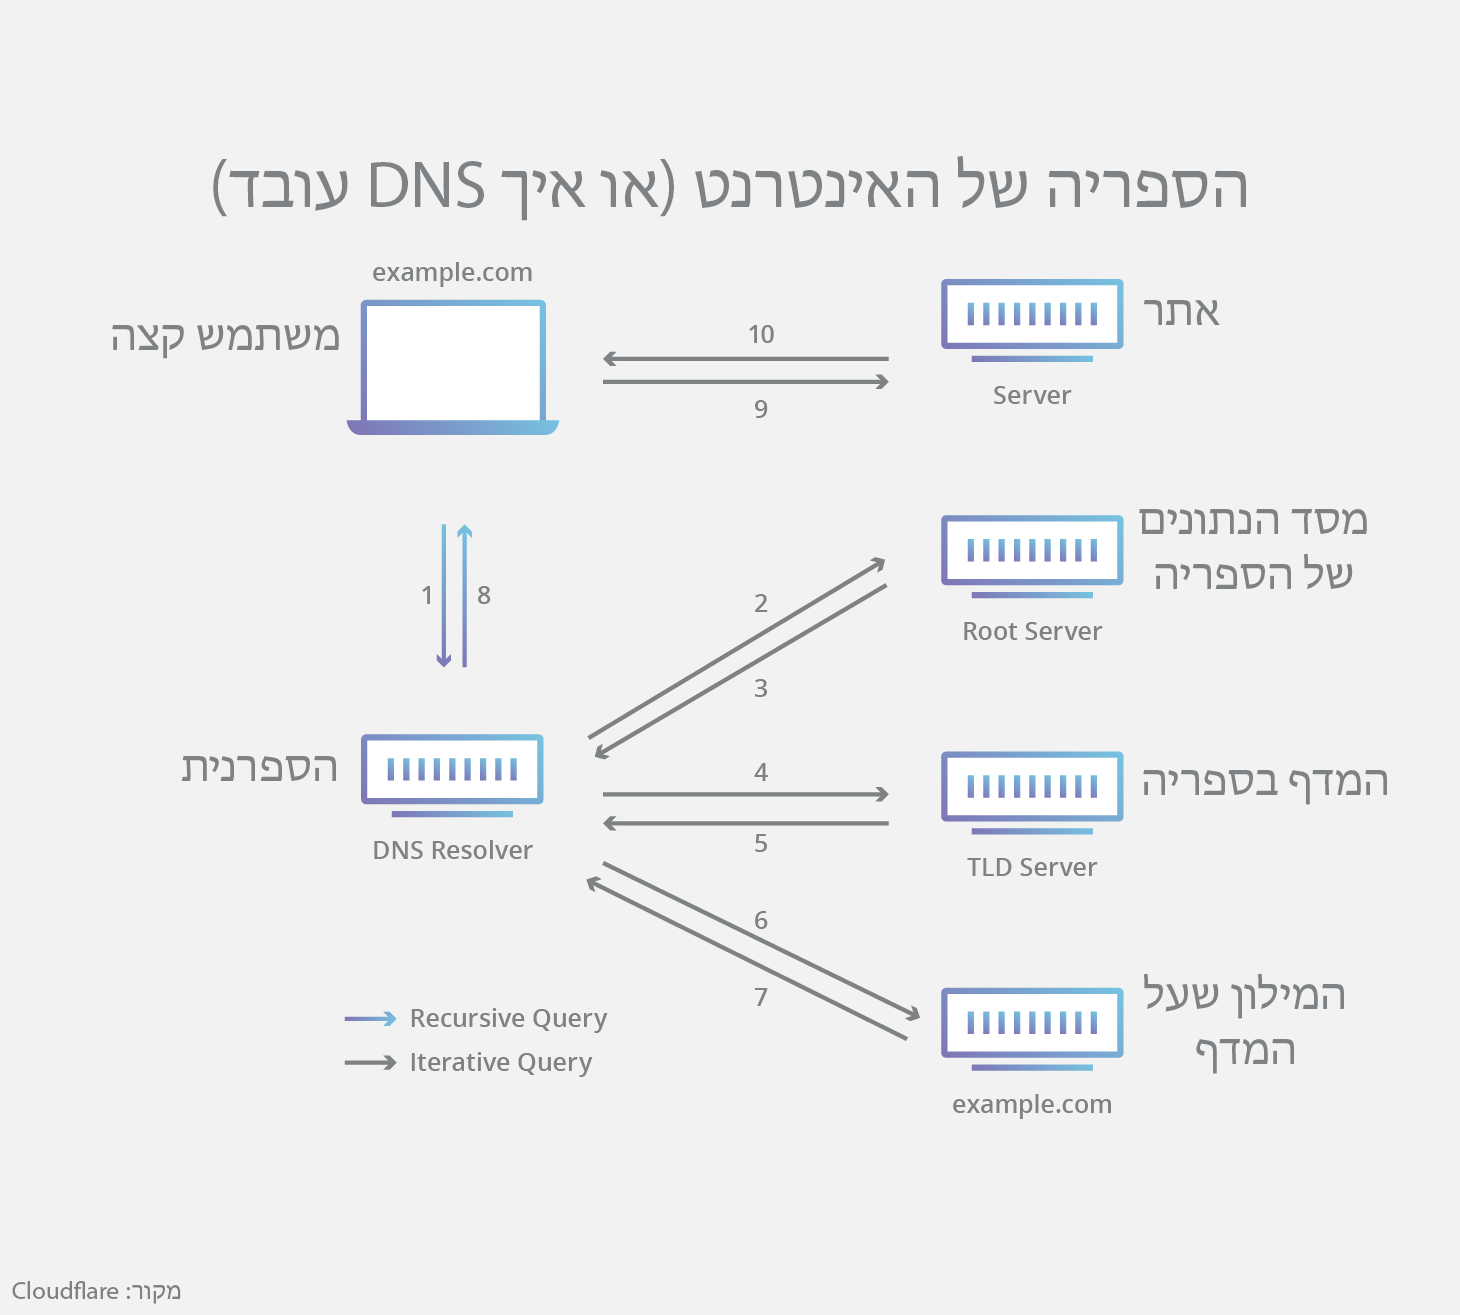 הספריה של האינטרנט (או איך DNS עובד)
example.com
משתמש קצה
10
9
אתר
Server
1
8
2
3
מסד הנתונים
של הספריה
Root Server
הספרנית
DNS Resolver
4
5
המדף בספריה
TLD Server
6
7
המילון שעל
המדף
example.com
Recursive Query
Iterative Query
מקור: Cloudflare